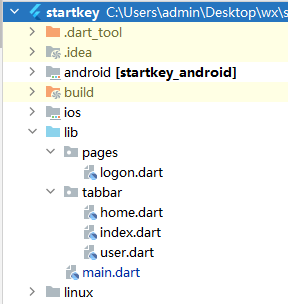 startkey C:\Users\admin\Desktop\wx\s
.dart_tool
.idea
android [startkey_android]
build
ios
lib
pages
logon.dart
tabbar
home.dart
index.dart
user.dart
main.dart
linux